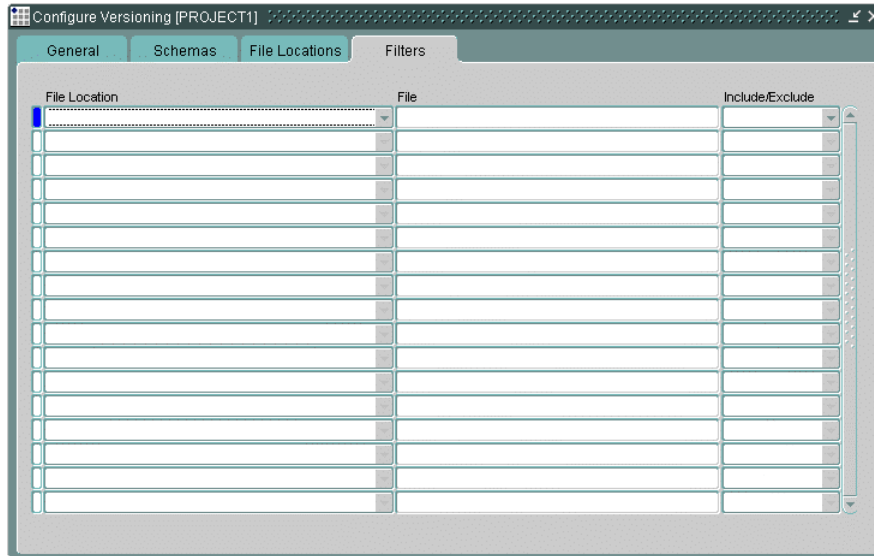 Configure Versioning [PROJECT1]
General Schemas File Locations Filters
File Location File Include/Exclude